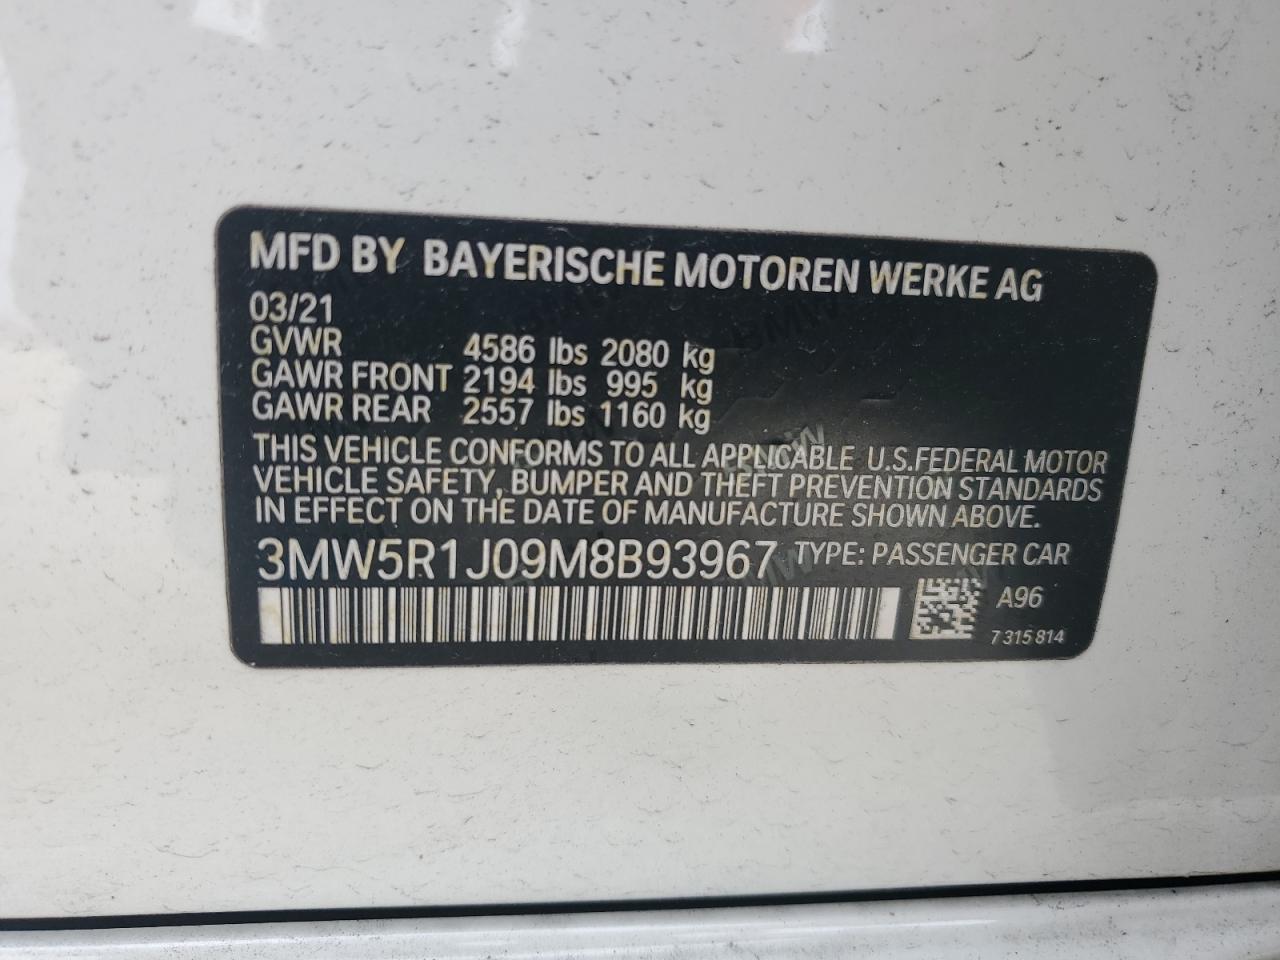 MFD BY BAYERISCHE MOTOREN WERKE AG
03/21
GVWR 4586 lbs 2080 kg
GAWR FRONT 2194 lbs 995 kg
GAWR REAR 2557 lbs 1160 kg
THIS VEHICLE CONFORMS TO ALL APPLICABLE U.S.FEDERAL MOTOR
VEHICLE SAFETY, BUMPER AND THEFT PREVENTION STANDARDS
IN EFFECT ON THE DATE OF MANUFACTURE SHOWN ABOVE.
3MW5R1J09M8B93967 TYPE: PASSENGER CAR
A96
7 315 814